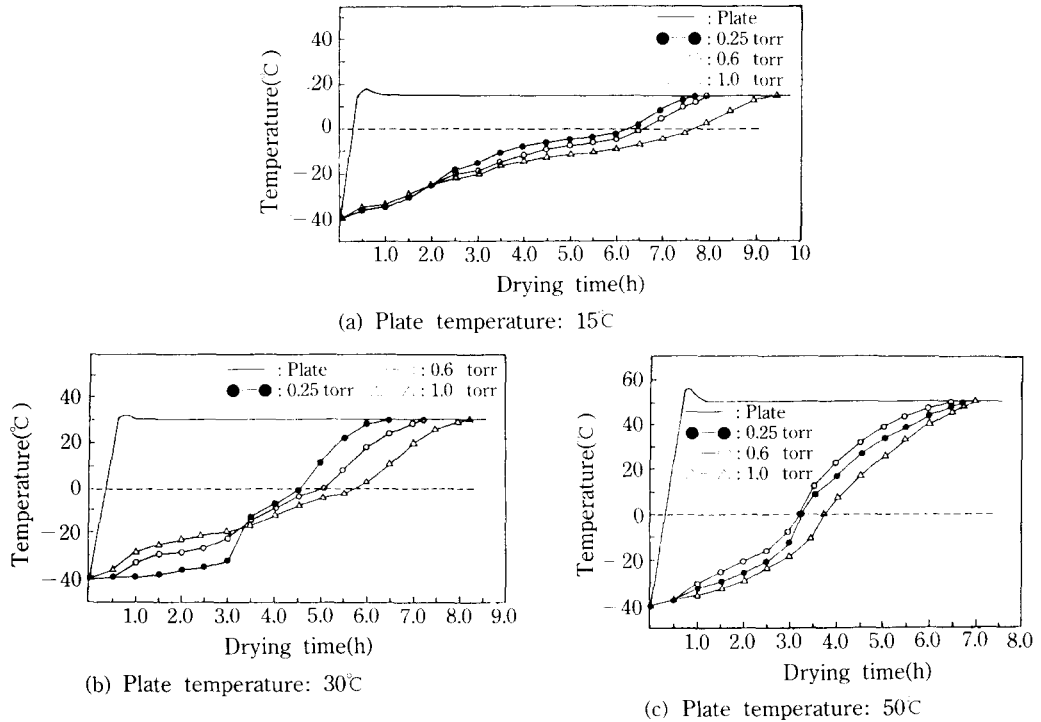 : Plate
: 0.25 torr
: 0.6 torr
: 1.0 torr
Temperature(℃)
40
20
0
−20
−40
1.0 2.0 3.0 4.0 5.0 6.0 7.0 8.0 9.0 10
Drying time(h)
(a) Plate temperature: 15℃
: Plate
: 0.6 torr
: 0.25 torr
: 1.0 torr
Temperature(℃)
40
20
0
−20
−40
1.0 2.0 3.0 4.0 5.0 6.0 7.0 8.0 9.0
Drying time(h)
(b) Plate temperature: 30℃
: Plate
: 0.25 torr
: 0.6 torr
: 1.0 torr
Temperature(℃)
60
40
20
0
−20
−40
1.0 2.0 3.0 4.0 5.0 6.0 7.0 8.0
Drying time(h)
(c) Plate temperature: 50℃